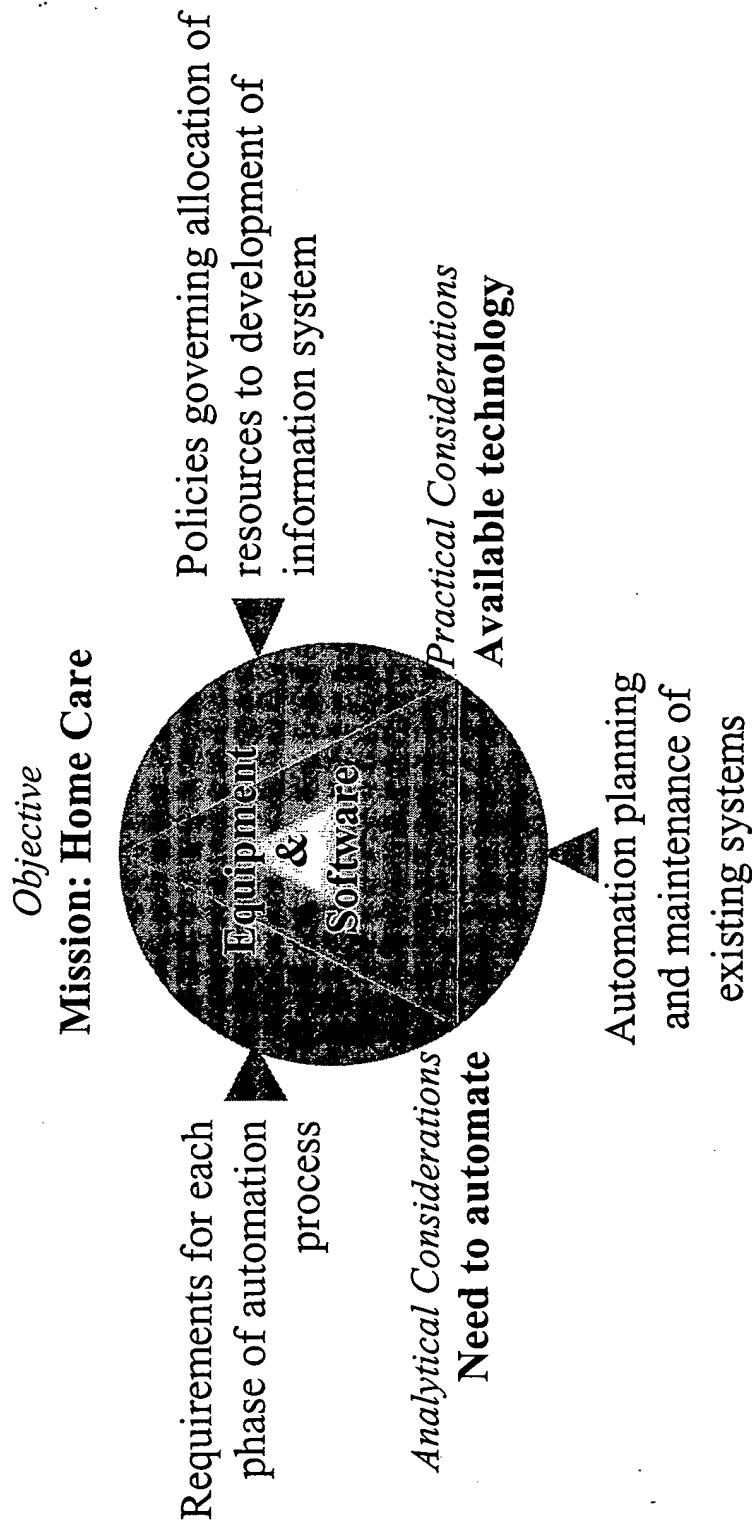 Objective
Mission: Home Care
Requirements for each
phase of automation
process
Policies governing allocation of
resources to development of
information system
Equipment
&
Software
Analytical Considerations
Need to automate
Practical Considerations
Available technology
Automation planning
and maintenance of
existing systems